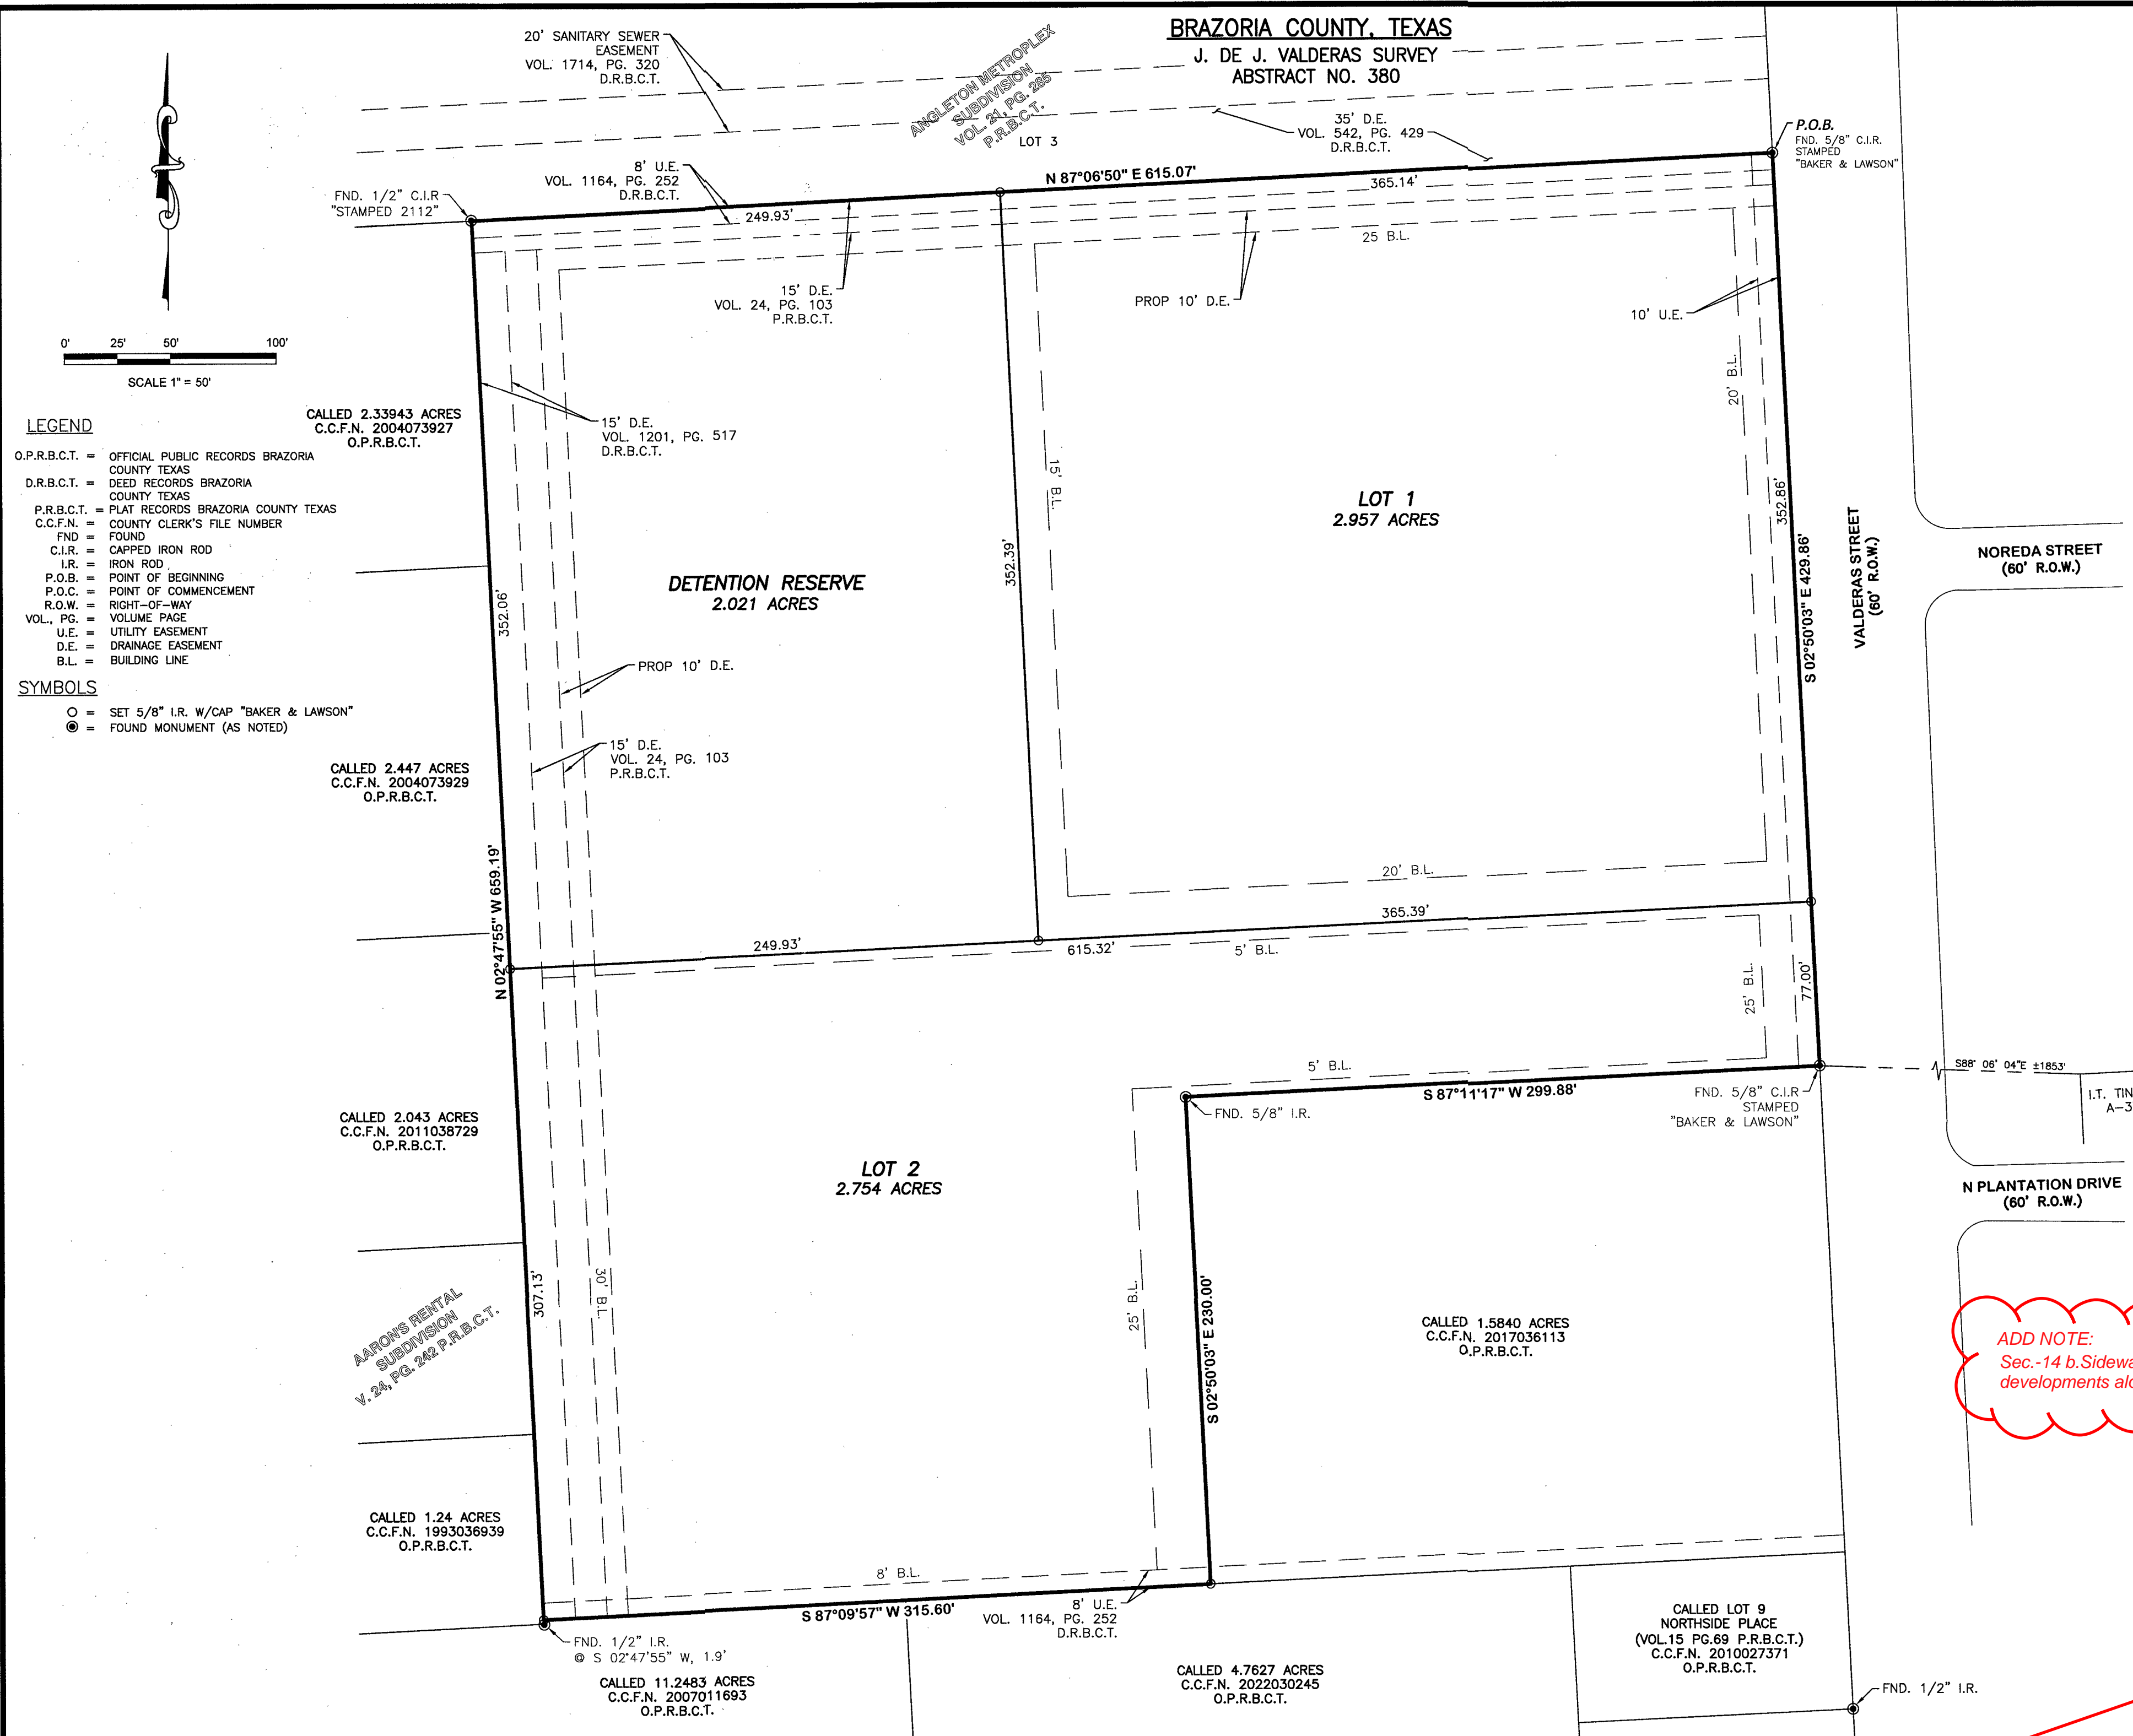 BRAZORIA COUNTY, TEXAS
J. DE J. VALDERAS SURVEY
ABSTRACT NO. 380
20' SANITARY SEWER
EASEMENT
VOL. 1714, PG. 320
D.R.B.C.T.
ANGLETON METROPLEX
SUBDIVISION
VOL. 21, PG. 265
P.R.B.C.T.
LOT 3
35' D.E.
VOL. 542, PG. 429
D.R.B.C.T.
P.O.B.
FND. 5/8" C.I.R.
STAMPED
"BAKER & LAWSON"
8' U.E.
VOL. 1164, PG. 252
D.R.B.C.T.
FND. 1/2" C.I.R
"STAMPED 2112"
N 87°06'50" E 615.07'
249.93'
365.14'
25 B.L.
15' D.E.
VOL. 24, PG. 103
P.R.B.C.T.
PROP 10' D.E.
10' U.E.
20' B.L.
0' 25' 50' 100'
SCALE 1" = 50'
LEGEND
O.P.R.B.C.T. = OFFICIAL PUBLIC RECORDS BRAZORIA
COUNTY TEXAS
D.R.B.C.T. = DEED RECORDS BRAZORIA
COUNTY TEXAS
P.R.B.C.T. = PLAT RECORDS BRAZORIA COUNTY TEXAS
C.C.F.N. = COUNTY CLERK'S FILE NUMBER
FND = FOUND
C.I.R. = CAPPED IRON ROD
I.R. = IRON ROD
P.O.B. = POINT OF BEGINNING
P.O.C. = POINT OF COMMENCEMENT
R.O.W. = RIGHT-OF-WAY
VOL., PG. = VOLUME PAGE
U.E. = UTILITY EASEMENT
D.E. = DRAINAGE EASEMENT
B.L. = BUILDING LINE
SYMBOLS
= SET 5/8" I.R. W/CAP "BAKER & LAWSON"
= FOUND MONUMENT (AS NOTED)
CALLED 2.33943 ACRES
C.C.F.N. 2004073927
O.P.R.B.C.T.
15' D.E.
VOL. 1201, PG. 517
D.R.B.C.T.
15' B.L.
LOT 1
2.957 ACRES
352.86'
S 02°50'03" E 429.86'
VALDERAS STREET
(60' R.O.W.)
NOREDA STREET
(60' R.O.W.)
352.06'
DETENTION RESERVE
2.021 ACRES
352.39'
PROP 10' D.E.
15' D.E.
VOL. 24, PG. 103
P.R.B.C.T.
CALLED 2.447 ACRES
C.C.F.N. 2004073929
O.P.R.B.C.T.
N 02°47'55" W 659.19'
20' B.L.
365.39'
249.93'
615.32'
5' B.L.
25' B.L.
77.00'
S88° 06' 04"E ±1853'
I.T. TIN
A-3
5' B.L.
S 87°11'17" W 299.88'
FND. 5/8" I.R.
FND. 5/8" C.I.R
STAMPED
"BAKER & LAWSON"
CALLED 2.043 ACRES
C.C.F.N. 2011038729
O.P.R.B.C.T.
LOT 2
2.754 ACRES
N PLANTATION DRIVE
(60' R.O.W.)
307.13'
30' B.L.
25' B.L.
S 02°50'03" E 230.00'
CALLED 1.5840 ACRES
C.C.F.N. 2017036113
O.P.R.B.C.T.
AARON'S RENTAL
SUBDIVISION
V. 24, PG. 242 P.R.B.C.T.
ADD NOTE:
Sec.-14 b.Sidewa
developments alo
CALLED 1.24 ACRES
C.C.F.N. 1993036939
O.P.R.B.C.T.
8' B.L.
S 87°09'57" W 315.60'
8' U.E.
VOL. 1164, PG. 252
D.R.B.C.T.
FND. 1/2" I.R.
@ S 02°47'55" W, 1.9'
CALLED 11.2483 ACRES
C.C.F.N. 2007011693
O.P.R.B.C.T.
CALLED 4.7627 ACRES
C.C.F.N. 2022030245
O.P.R.B.C.T.
CALLED LOT 9
NORTHSIDE PLACE
(VOL.15 PG.69 P.R.B.C.T.)
C.C.F.N. 2010027371
O.P.R.B.C.T.
FND. 1/2" I.R.